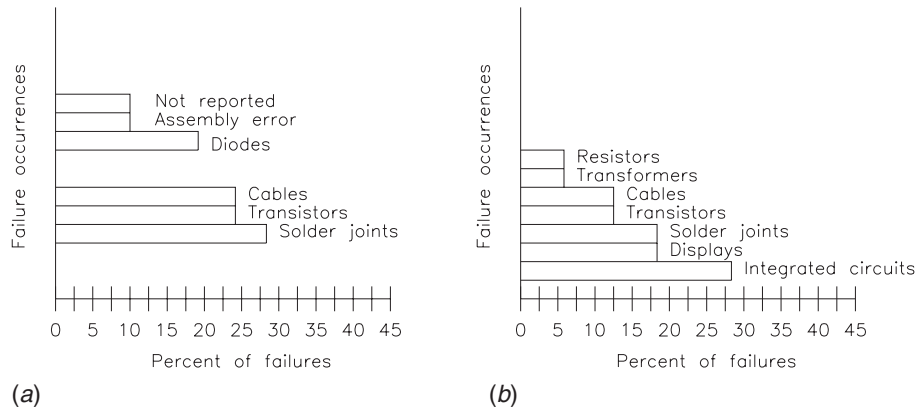 Failure occurrences
Not reported
Assembly error
Diodes
Cables
Transistors
Solder joints
0 5 10 15 20 25 30 35 40 45
Percent of failures
(a)
Failure occurrences
Resistors
Transformers
Cables
Transistors
Solder joints
Displays
Integrated circuits
0 5 10 15 20 25 30 35 40 45
Percent of failures
(b)